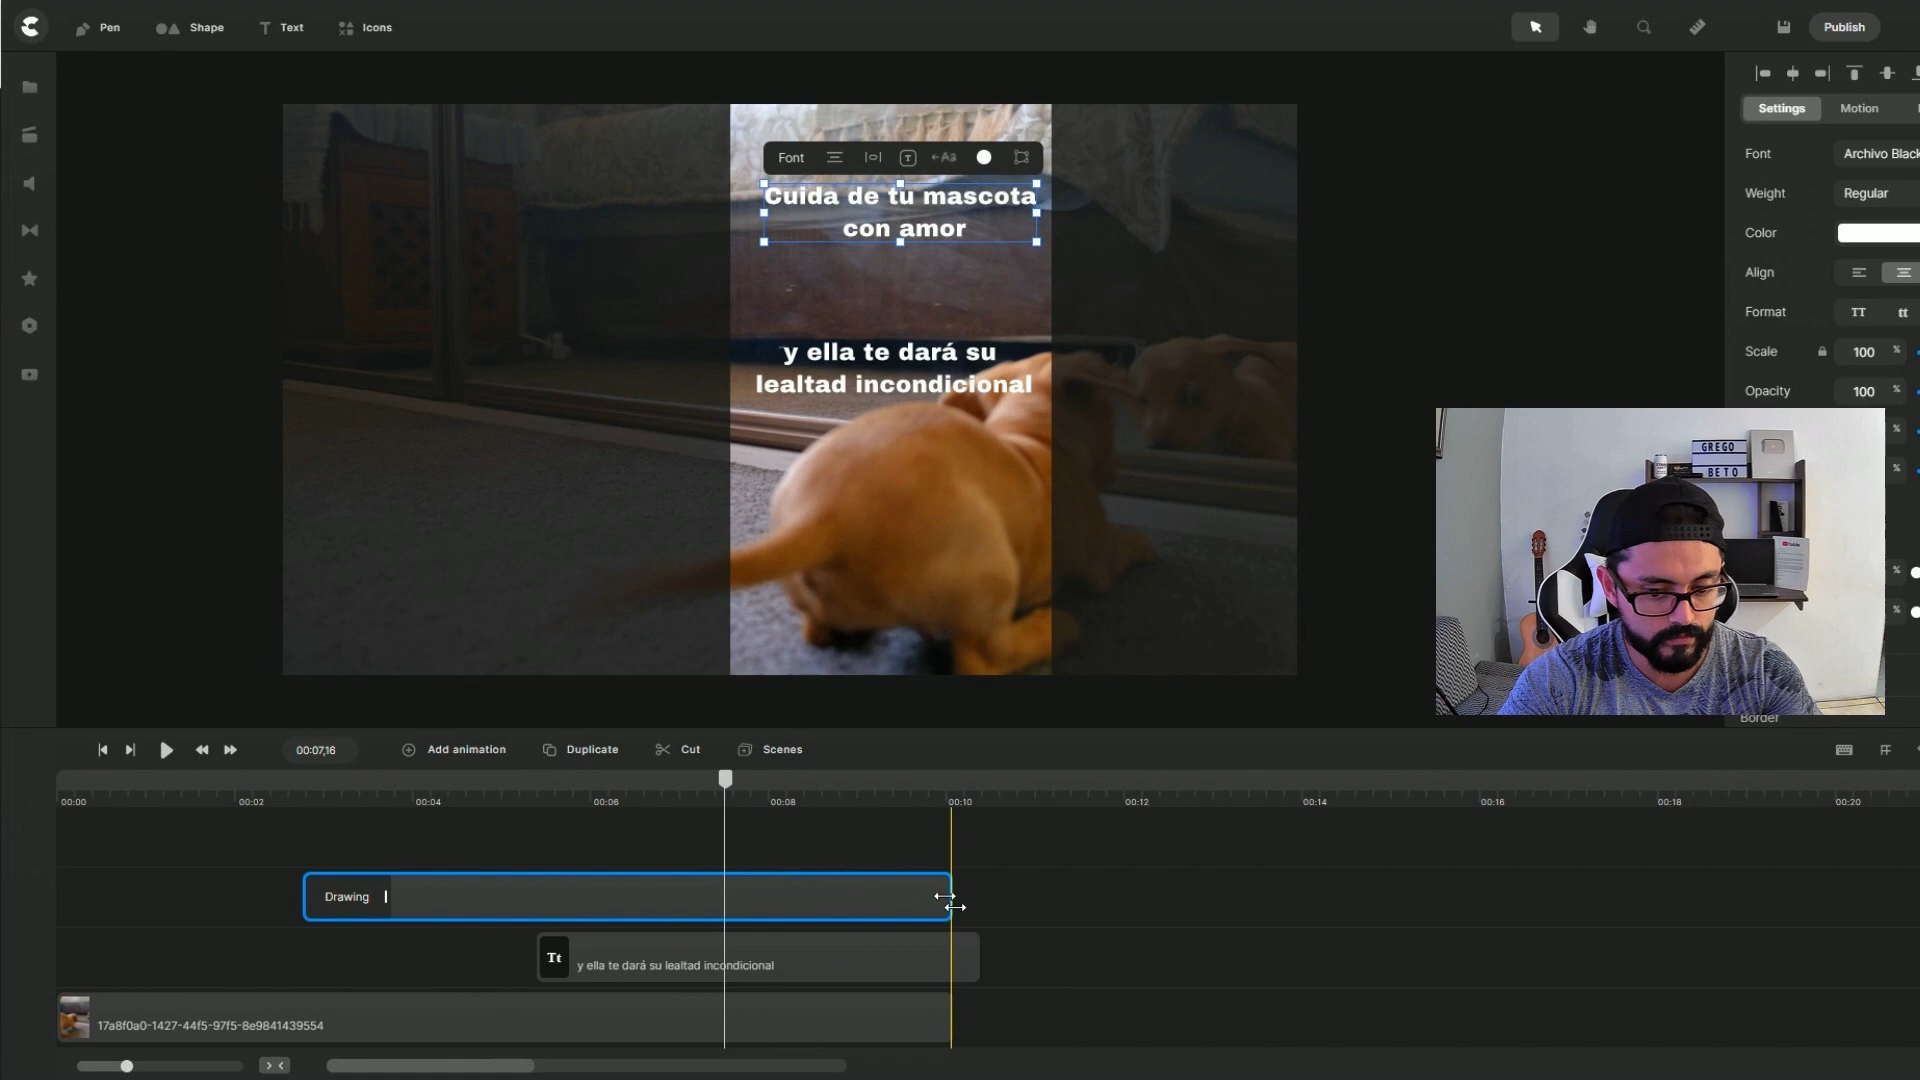 Pen Shape Text Icons Publish
Settings Motion
Font Archivo Black
Weight Regular
Color
Align
Format TT tt
Scale 100 %
Opacity 100 %
%
%
%
%
Border
Font T Aa
Cuida de tu mascota
con amor
y ella te dará su
lealtad incondicional
GREGO
BETO
00:07,16 Add animation Duplicate Cut Scenes
00:00 00:02 00:04 00:06 00:08 00:10 00:12 00:14 00:16 00:18 00:20
Drawing
Tt y ella te dará su lealtad incondicional
17a8f0a0-1427-44f5-97f5-8e9841439554